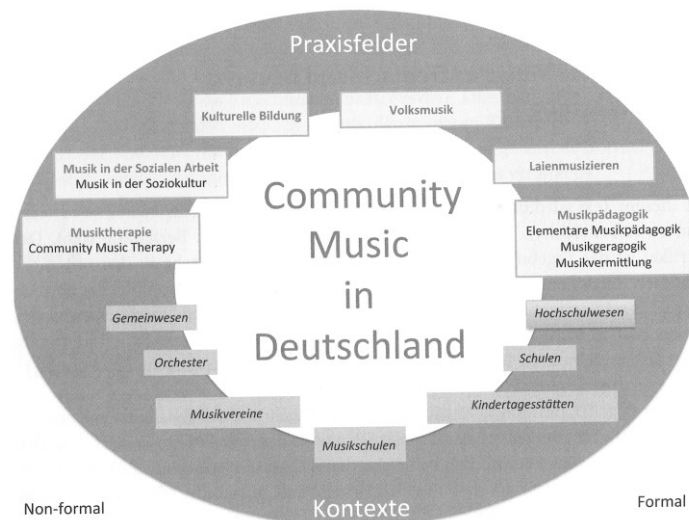 Praxisfelder
Kulturelle Bildung
Volksmusik
Musik in der Sozialen Arbeit
Musik in der Soziokultur
Laienmusizieren
Musiktherapie
Community Music Therapy
Musikpädagogik
Elementare Musikpädagogik
Musikgeragogik
Musikvermittlung
Community
Music
in
Deutschland
Gemeinwesen
Hochschulwesen
Orchester
Schulen
Musikvereine
Kindertagesstätten
Musikschulen
Non-formal
Kontexte
Formal